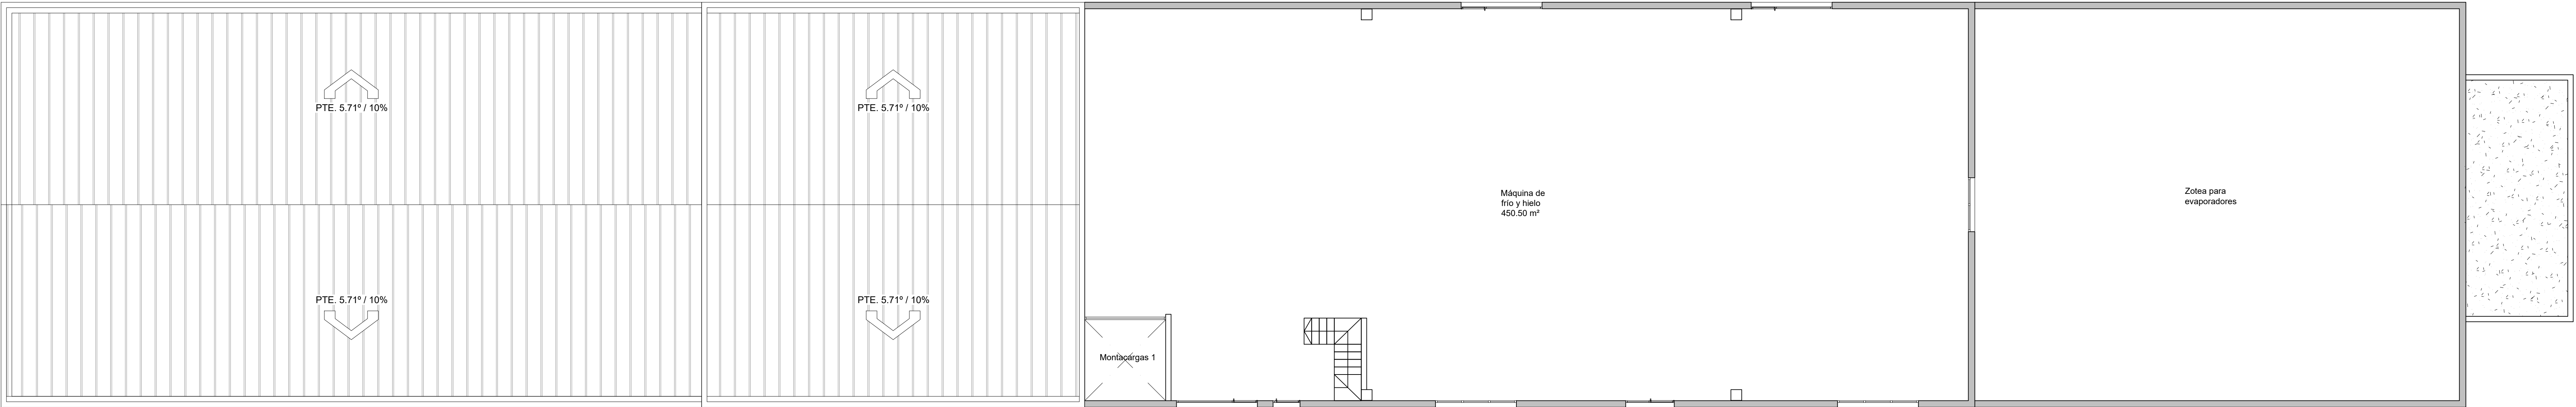 PTE. 5.71º / 10%
PTE. 5.71º / 10%
Máquina de
frío y hielo
450.50 m²
Zotea para
evaporadores
PTE. 5.71º / 10%
PTE. 5.71º / 10%
Montacargas 1